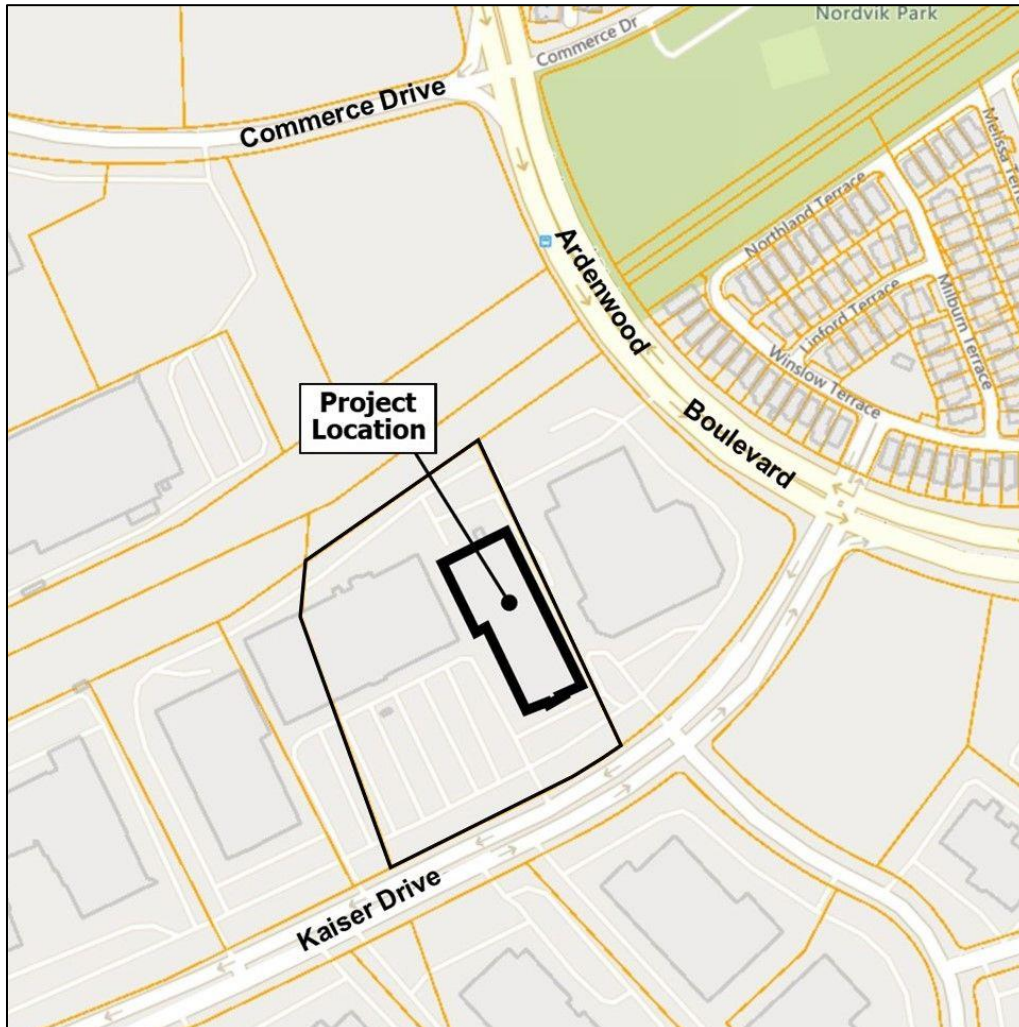 Nordvik Park
Commerce Dr
Commerce Drive
Melissa Terra
Northland Terrace
Ardenwood
Linford Terrace
Milburn Terrace
Winslow Terrace
Project
Location
Boulevard
Kaiser Drive